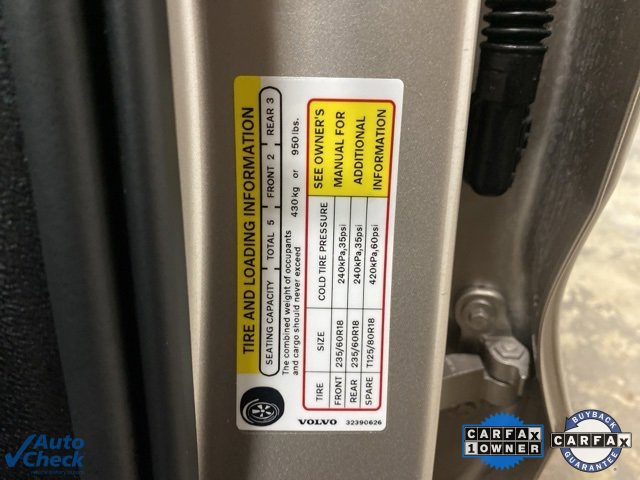 TIRE AND LOADING INFORMATION
SEATING CAPACITY TOTAL 5 FRONT 2 REAR 3
The combined weight of occupants
and cargo should never exceed 430 kg or 950 lbs.
TIRE SIZE COLD TIRE PRESSURE SEE OWNER'S
FRONT 235/60R18 240kPa,35psi MANUAL FOR
REAR 235/60R18 240kPa,35psi ADDITIONAL
SPARE T125/80R18 420kPa,60psi INFORMATION
VOLVO 32390626
Auto
Check
CARFAX
1 OWNER
BUYBACK
CARFAX
GUARANTEE